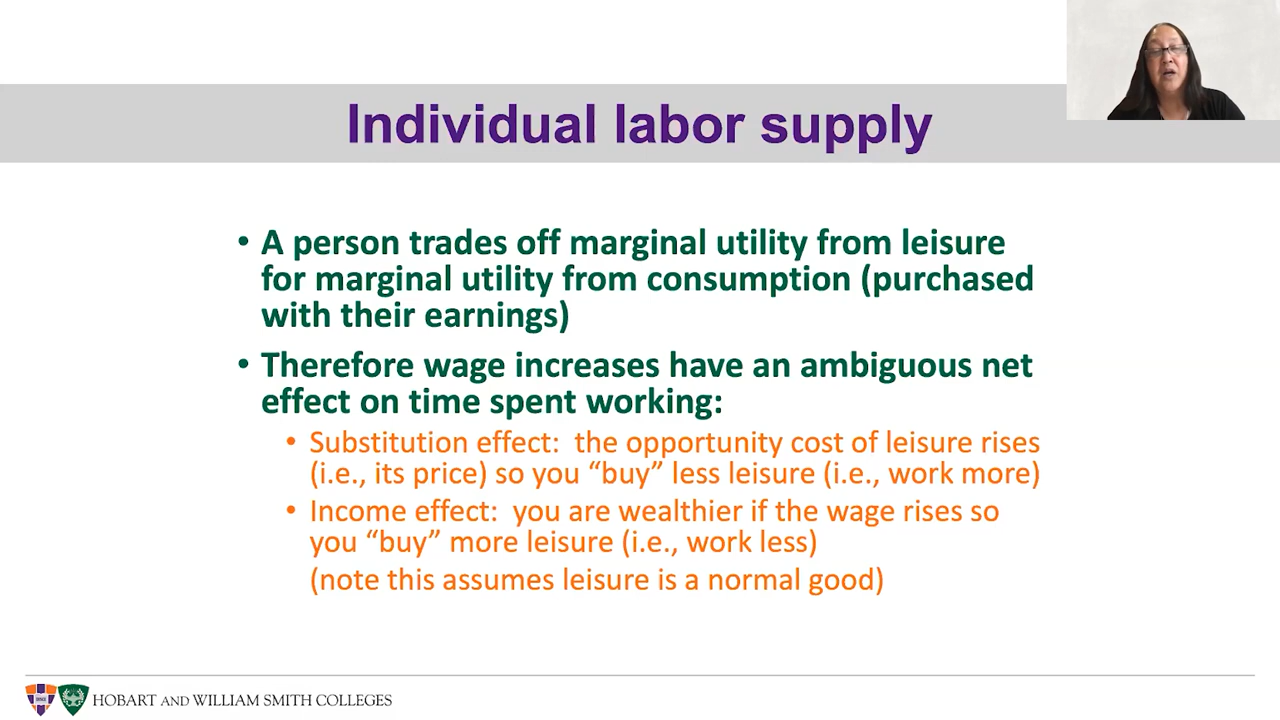 Individual labor supply
• A person trades off marginal utility from leisure
for marginal utility from consumption (purchased
with their earnings)
• Therefore wage increases have an ambiguous net
effect on time spent working:
• Substitution effect:  the opportunity cost of leisure rises
(i.e., its price) so you “buy” less leisure (i.e., work more)
• Income effect:  you are wealthier if the wage rises so
you “buy” more leisure (i.e., work less)
(note this assumes leisure is a normal good)
HOBART AND WILLIAM SMITH COLLEGES